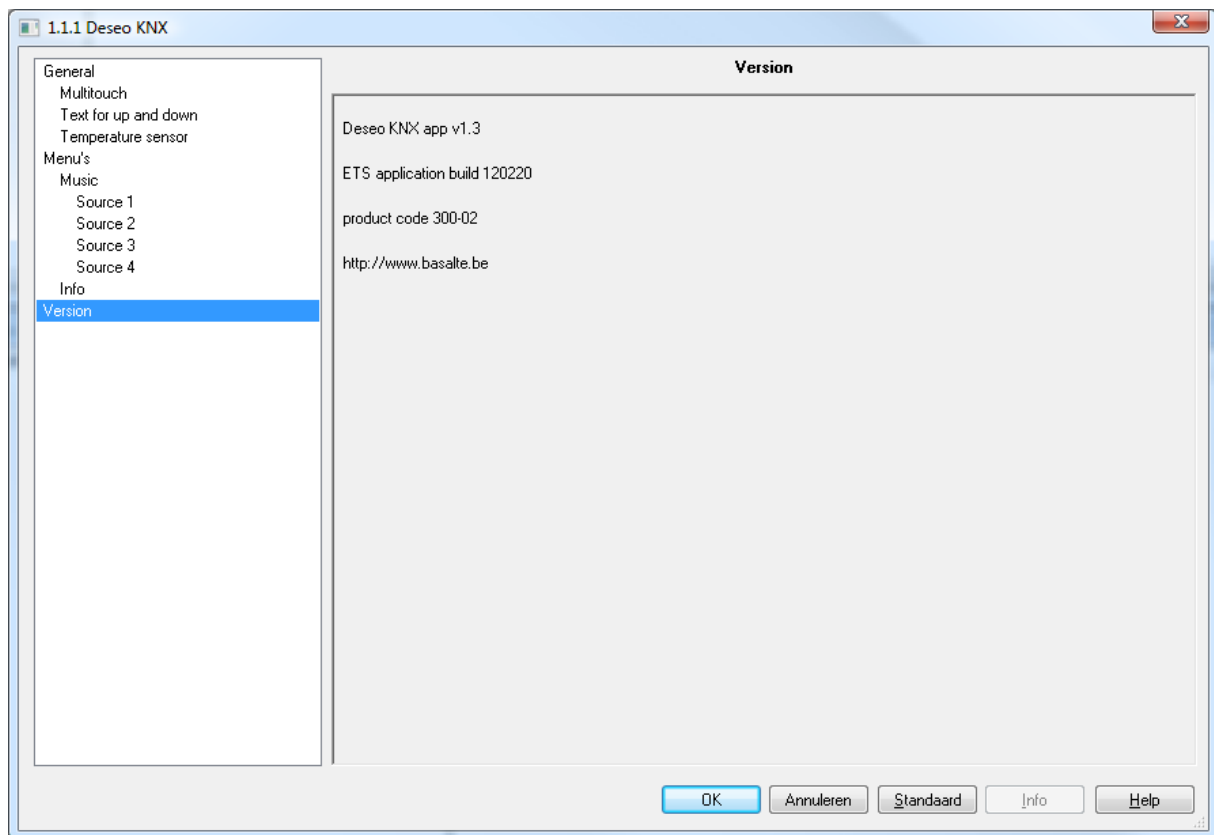 1.1.1 Deseo KNX
General
Multitouch
Text for up and down
Temperature sensor
Menu's
Music
Source 1
Source 2
Source 3
Source 4
Info
Version
Version
Deseo KNX app v1.3
ETS application build 120220
product code 300-02
http://www.basalte.be
OK
Annuleren
Standaard
Info
Help